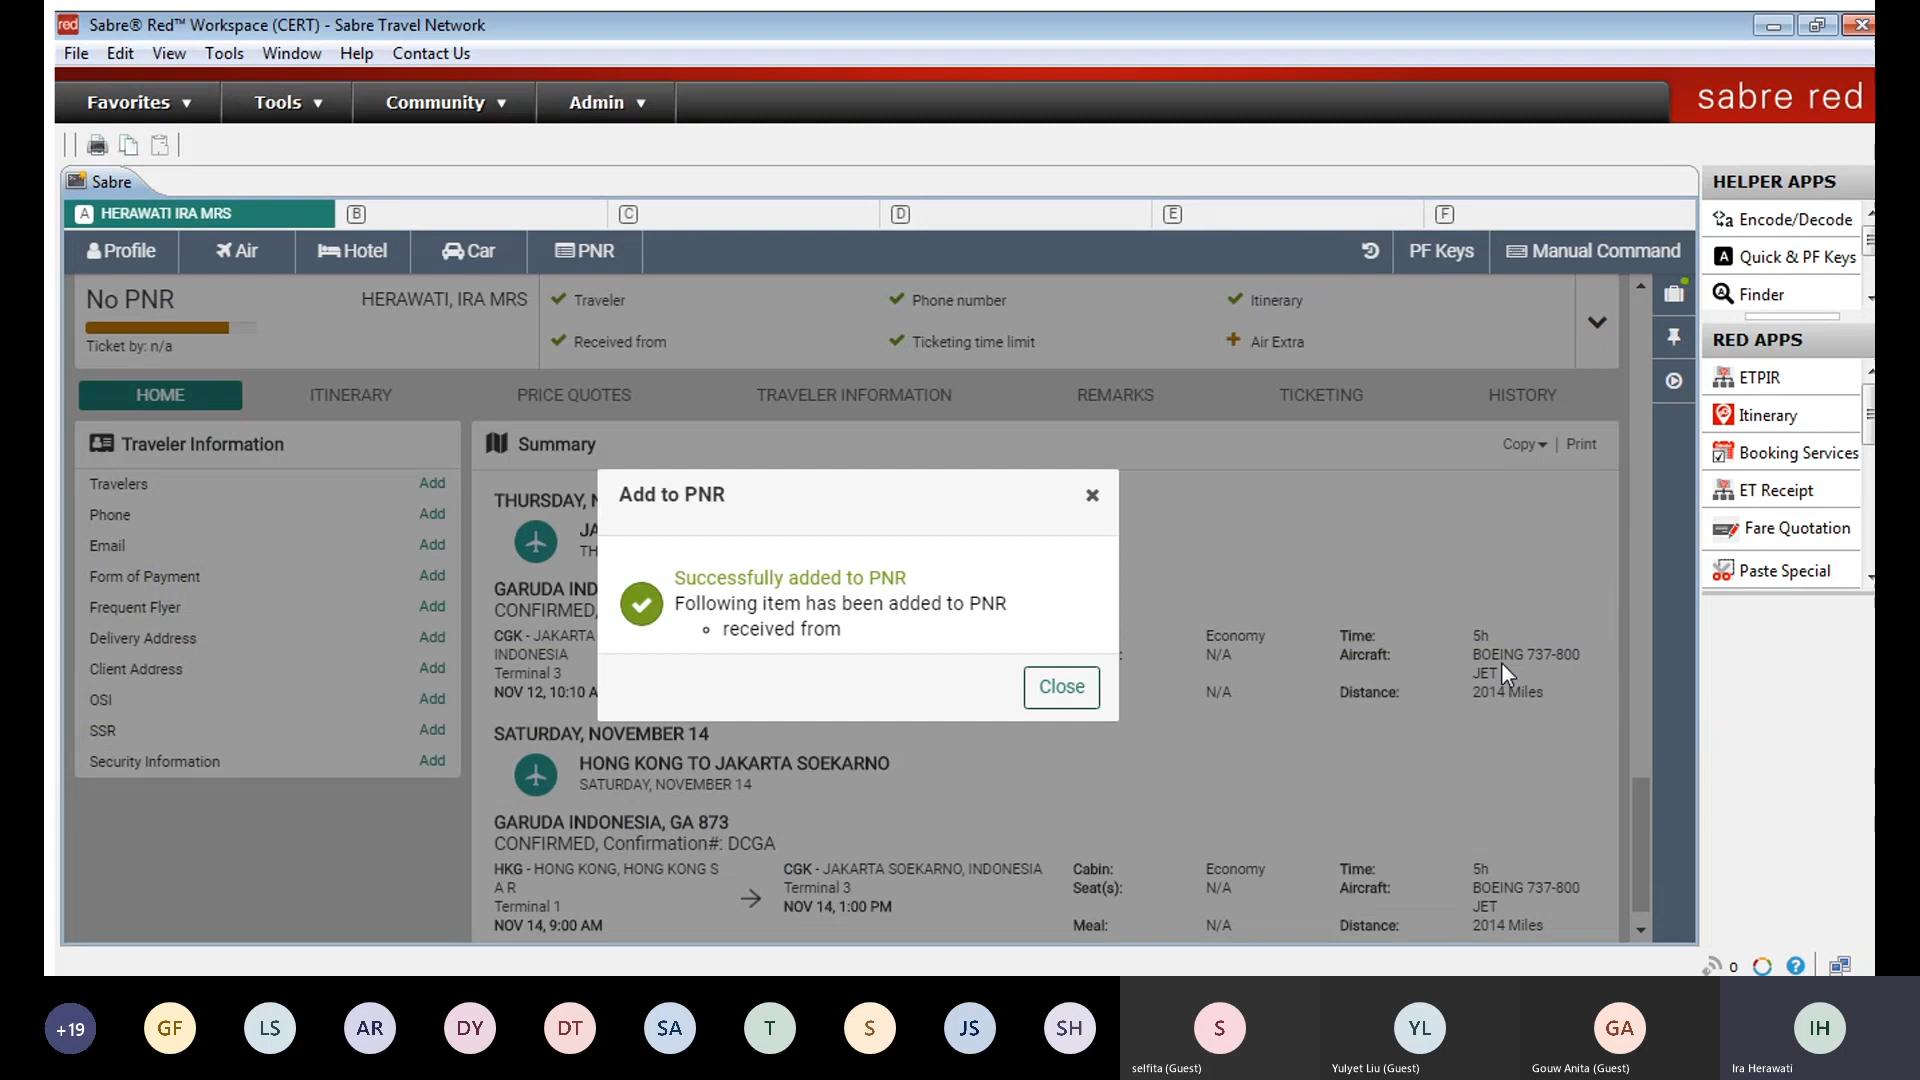 red Sabre® Red™ Workspace (CERT) - Sabre Travel Network
File Edit View Tools Window Help Contact Us
Favorites Tools Community Admin
sabre red
Sabre
A HERAWATI IRA MRS B C D E F
Profile Air Hotel Car PNR PF Keys Manual Command
No PNR HERAWATI, IRA MRS
Ticket by: n/a
Traveler Phone number Itinerary
Received from Ticketing time limit Air Extra
HOME ITINERARY PRICE QUOTES TRAVELER INFORMATION REMARKS TICKETING HISTORY
Traveler Information
Travelers Add
Phone Add
Email Add
Form of Payment Add
Frequent Flyer Add
Delivery Address Add
Client Address Add
OSI Add
SSR Add
Security Information Add
Summary Copy | Print
THURSDAY, N
JA
TH
GARUDA IND
CONFIRMED,
CGK - JAKARTA
INDONESIA
Terminal 3
NOV 12, 10:10 A
Economy Time: 5h
N/A Aircraft: BOEING 737-800
JET
N/A Distance: 2014 Miles
Add to PNR
Successfully added to PNR
Following item has been added to PNR
received from
Close
SATURDAY, NOVEMBER 14
HONG KONG TO JAKARTA SOEKARNO
SATURDAY, NOVEMBER 14
GARUDA INDONESIA, GA 873
CONFIRMED, Confirmation#: DCGA
HKG - HONG KONG, HONG KONG S
A R
Terminal 1
NOV 14, 9:00 AM
CGK - JAKARTA SOEKARNO, INDONESIA
Terminal 3
NOV 14, 1:00 PM
Cabin: Economy Time: 5h
Seat(s): N/A Aircraft: BOEING 737-800
JET
Meal: N/A Distance: 2014 Miles
HELPER APPS
Encode/Decode
A Quick & PF Keys
Finder
RED APPS
ETPIR
Itinerary
Booking Services
ET Receipt
Fare Quotation
Paste Special
0
+19 GF LS AR DY DT SA T S JS SH S YL GA IH
selfita (Guest) Yulyet Liu (Guest) Gouw Anita (Guest) Ira Herawati